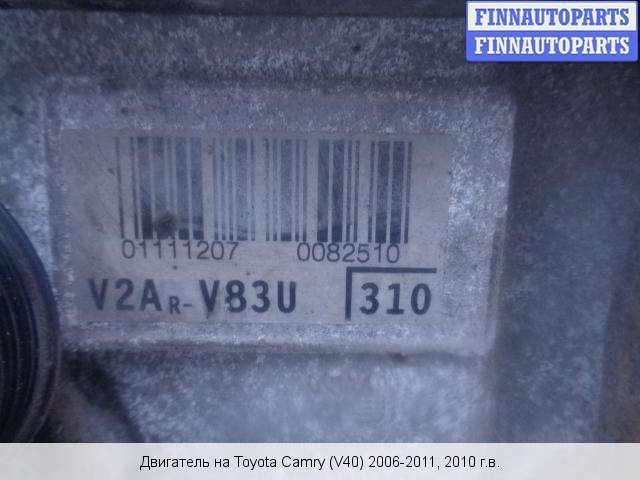 FINNAUTOPARTS
FINNAUTOPARTS
01111207 0082510
V2AR-V83U 310
Двигатель на Toyota Camry (V40) 2006-2011, 2010 г.в.